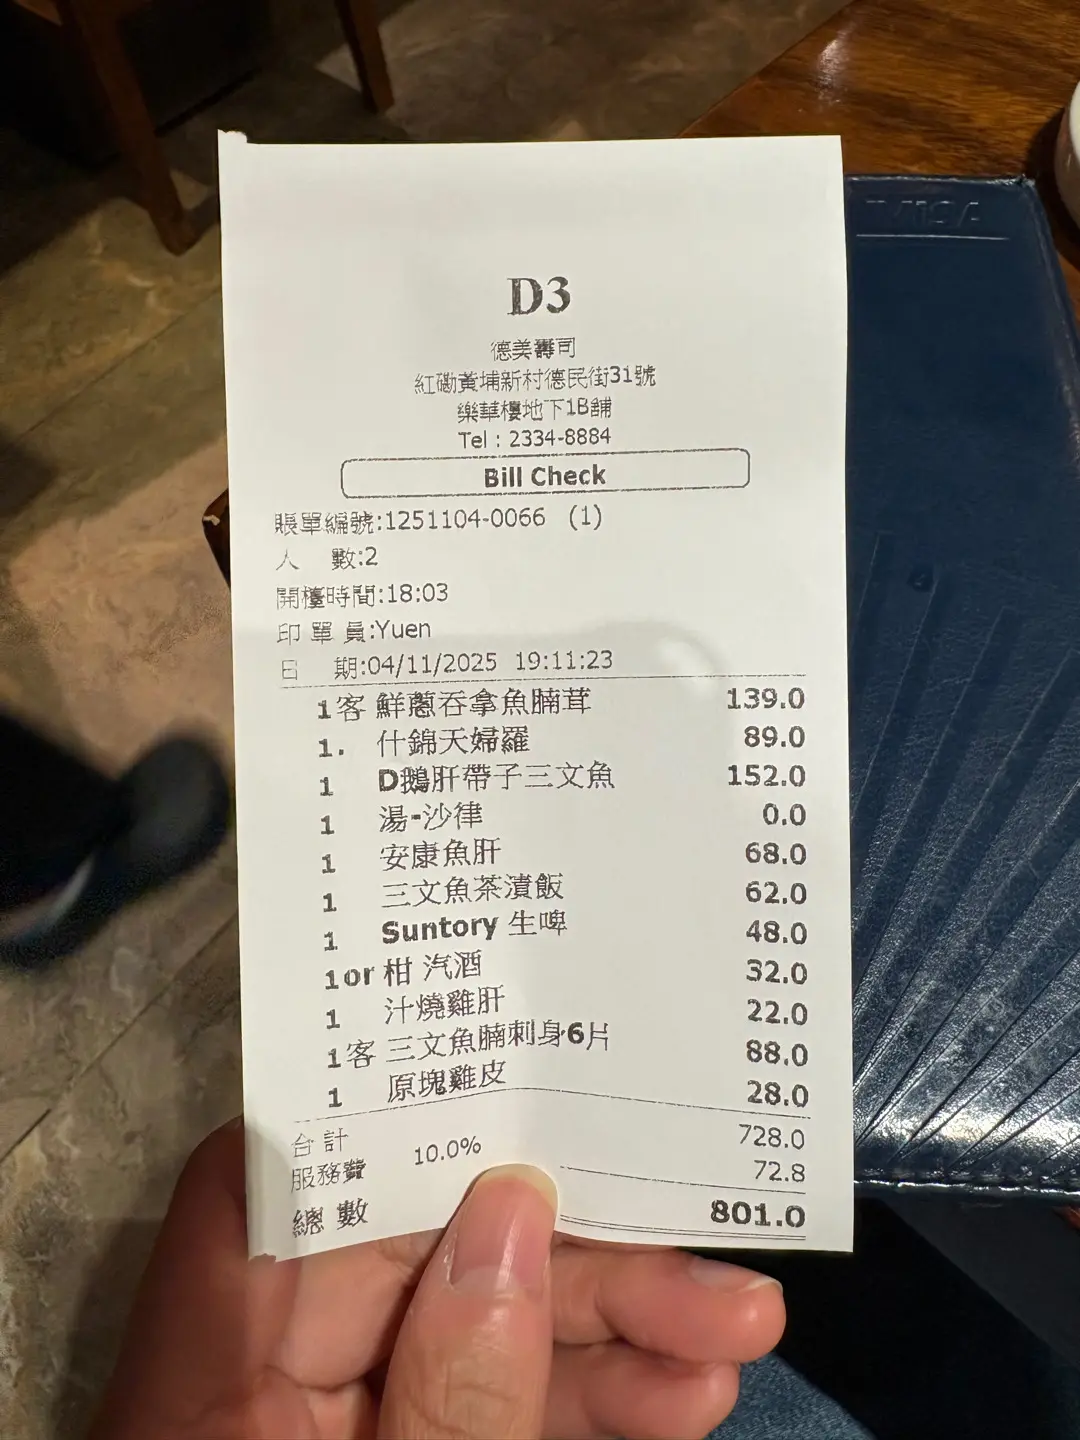 VISA
D3
德美壽司
紅磡黃埔新村德民街31號
樂華樓地下1B舖
Tel : 2334-8884
Bill Check
賬單編號:1251104-0066 (1)
人 數:2
開檯時間:18:03
印單員:Yuen
日 期:04/11/2025 19:11:23
1客 鮮蔥吞拿魚腩茸 139.0
1. 什錦天婦羅 89.0
1 D鵝肝帶子三文魚 152.0
1 湯-沙律 0.0
1 安康魚肝 68.0
1 三文魚茶漬飯 62.0
1 Suntory 生啤 48.0
1or 柑 汽酒 32.0
1 汁燒雞肝 22.0
1客 三文魚腩刺身6片 88.0
1 原塊雞皮 28.0
合計 728.0
服務費 10.0% 72.8
總數 801.0